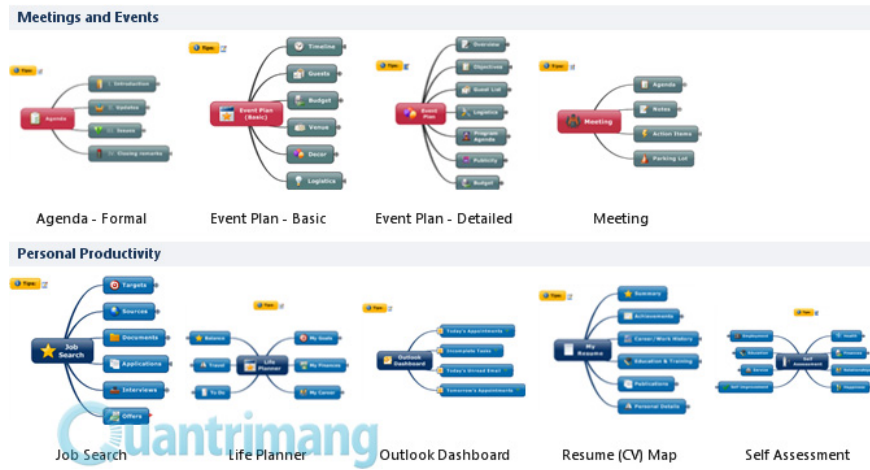 Meetings and Events
Tips:
Agenda
Introduction
Updates
Issues
Closing remarks
Agenda - Formal
Tips:
Event Plan
(Basic)
Timeline
Guests
Budget
Venue
Decor
Logistics
Event Plan - Basic
Tips:
Event
Plan
Overview
Objectives
Guest List
Logistics
Program
Agenda
Publicity
Budget
Event Plan - Detailed
Tips:
Meeting
Agenda
Notes
Action Items
Parking Lot
Meeting
Personal Productivity
Tips:
Job
Search
Targets
Sources
Documents
Applications
Interviews
Offers
Job Search
Tips:
Balance
Travel
To Do
Life
Planner
My Goals
My Finances
My Career
Life Planner
Tips:
Outlook
Dashboard
Today's Appointments
Incomplete Tasks
Today's Unread Email
Tomorrow's Appointments
Outlook Dashboard
Tips:
My
Resume
Summary
Achievements
Career/Work History
Education & Training
Publications
Personal Details
Resume (CV) Map
Employment
Education
Self Improvement
Self
Assessment
Health
Finances
Happiness
Self Assessment
Quantrimang